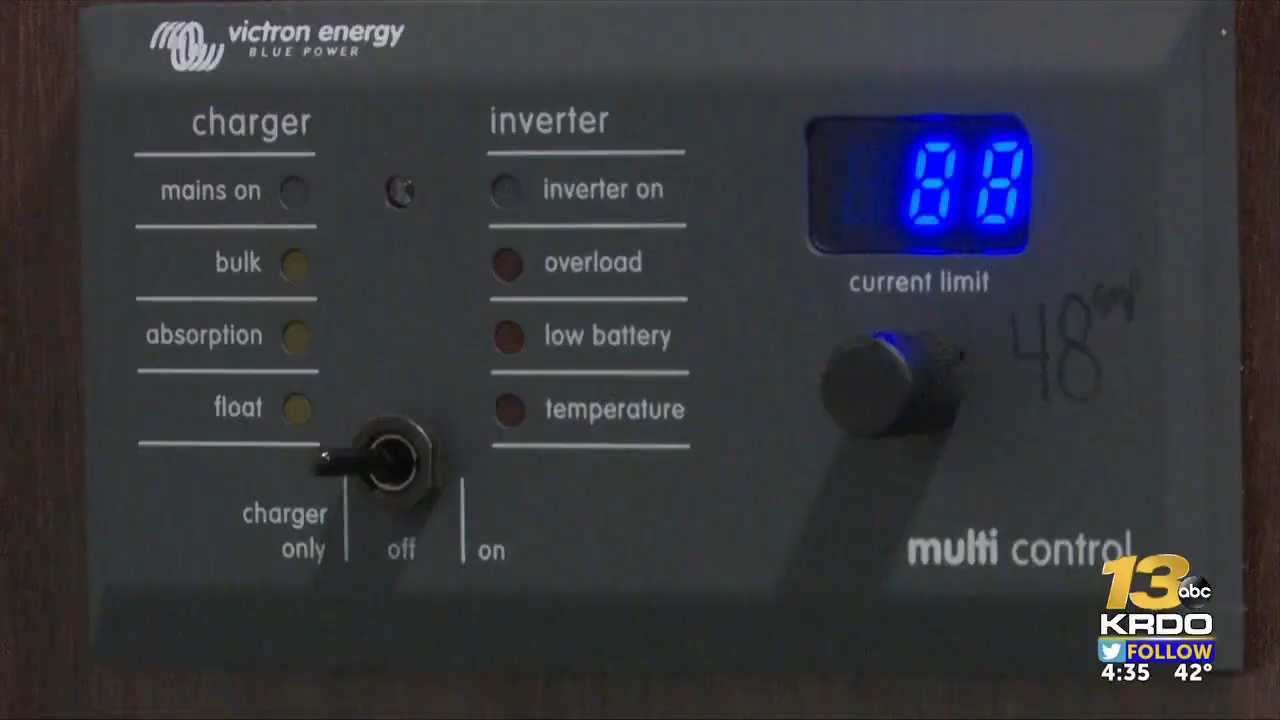 victron energy
BLUE POWER
charger
inverter
mains on
inverter on
bulk
overload
absorption
low battery
float
temperature
88
current limit
48
charger
only
off
on
multi control
13
abc
KRDO
FOLLOW
4:35 42°